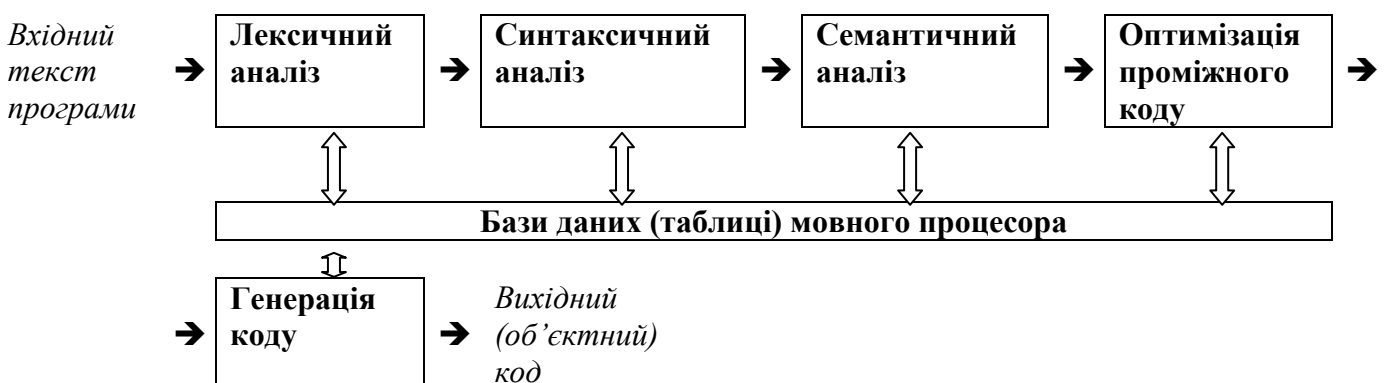 Вхідний
текст
програми
Лексичний
аналіз
Синтаксичний
аналіз
Семантичний
аналіз
Оптимізація
проміжного
коду
Бази даних (таблиці) мовного процесора
Генерація
коду
Вихідний
(об’єктний)
код